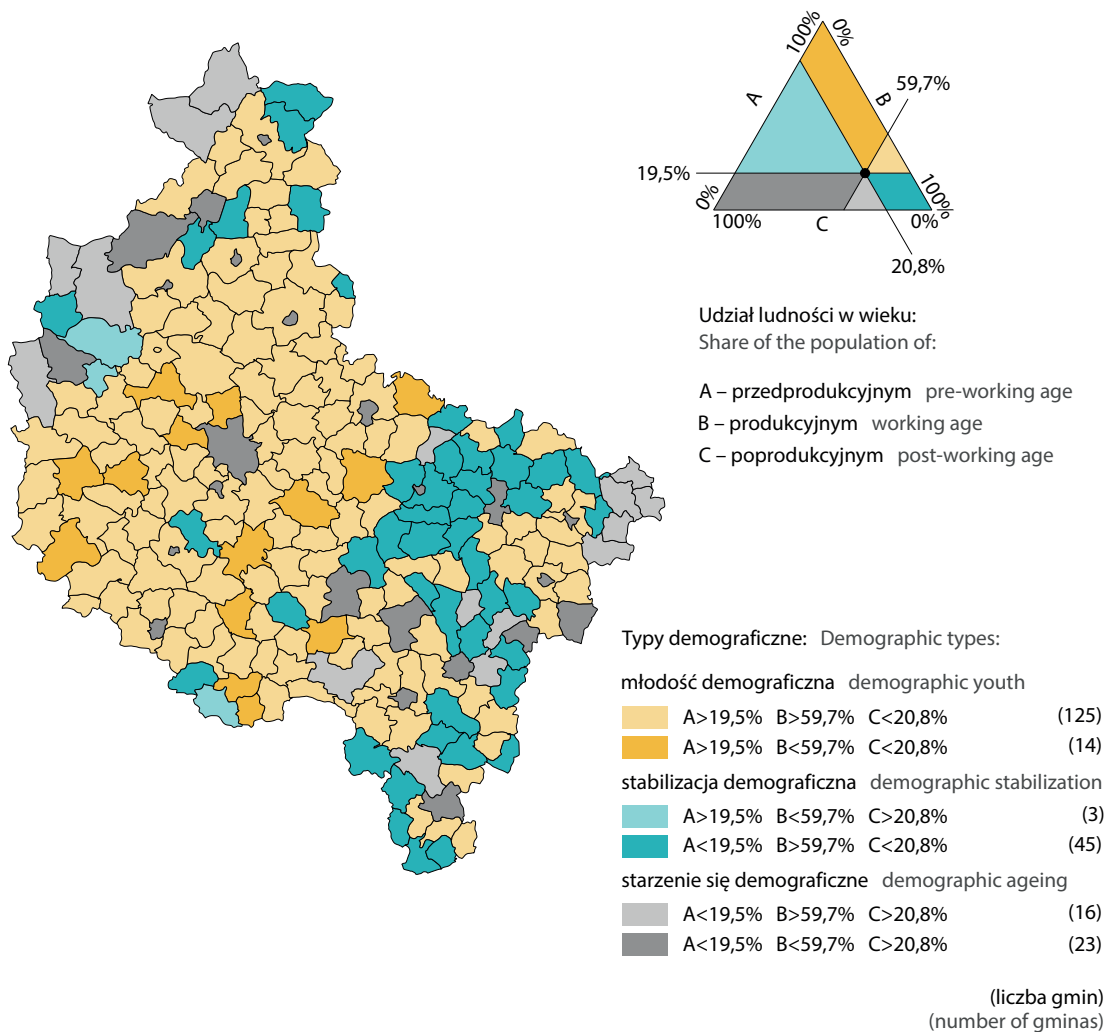 100%
0%
A
B
59,7%
19,5%
0%
100%
100%
C
0%
20,8%
Udział ludności w wieku:
Share of the population of:
A – przedprodukcyjnym pre-working age
B – produkcyjnym working age
C – poprodukcyjnym post-working age
Typy demograficzne: Demographic types:
młodość demograficzna demographic youth
A>19,5% B>59,7% C<20,8% (125)
A>19,5% B<59,7% C<20,8% (14)
stabilizacja demograficzna demographic stabilization
A>19,5% B<59,7% C>20,8% (3)
A<19,5% B>59,7% C<20,8% (45)
starzenie się demograficzne demographic ageing
A<19,5% B>59,7% C>20,8% (16)
A<19,5% B<59,7% C>20,8% (23)
(liczba gmin)
(number of gminas)